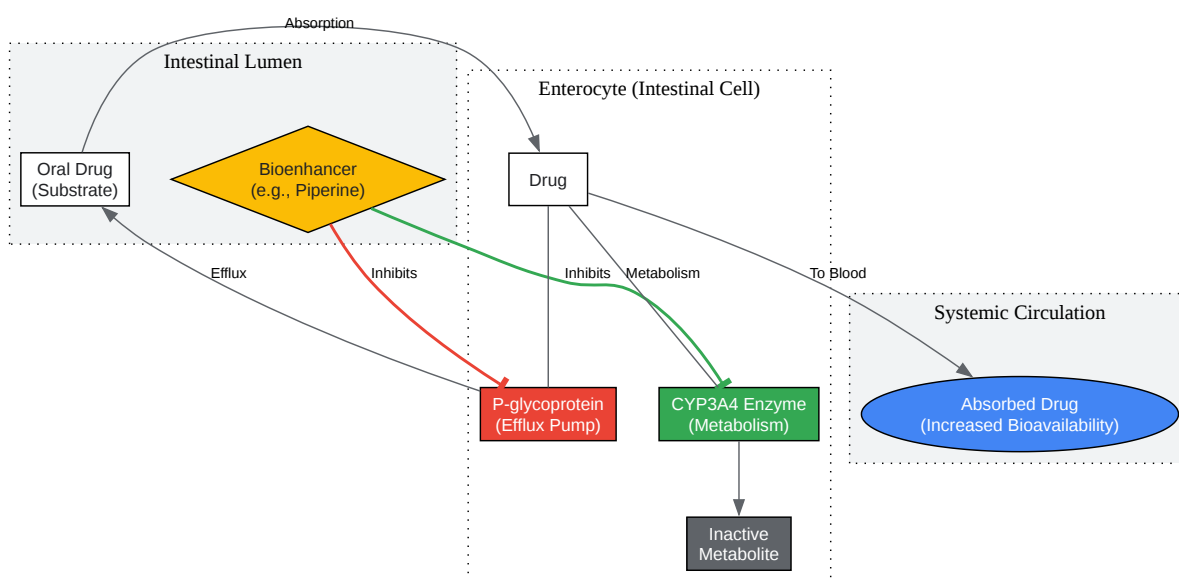 Absorption
Intestinal Lumen
Enterocyte (Intestinal Cell)
Oral Drug
(Substrate)
Bioenhancer
(e.g., Piperine)
Drug
Efflux
Inhibits
Inhibits
Metabolism
To Blood
Systemic Circulation
P-glycoprotein
(Efflux Pump)
CYP3A4 Enzyme
(Metabolism)
Absorbed Drug
(Increased Bioavailability)
Inactive
Metabolite